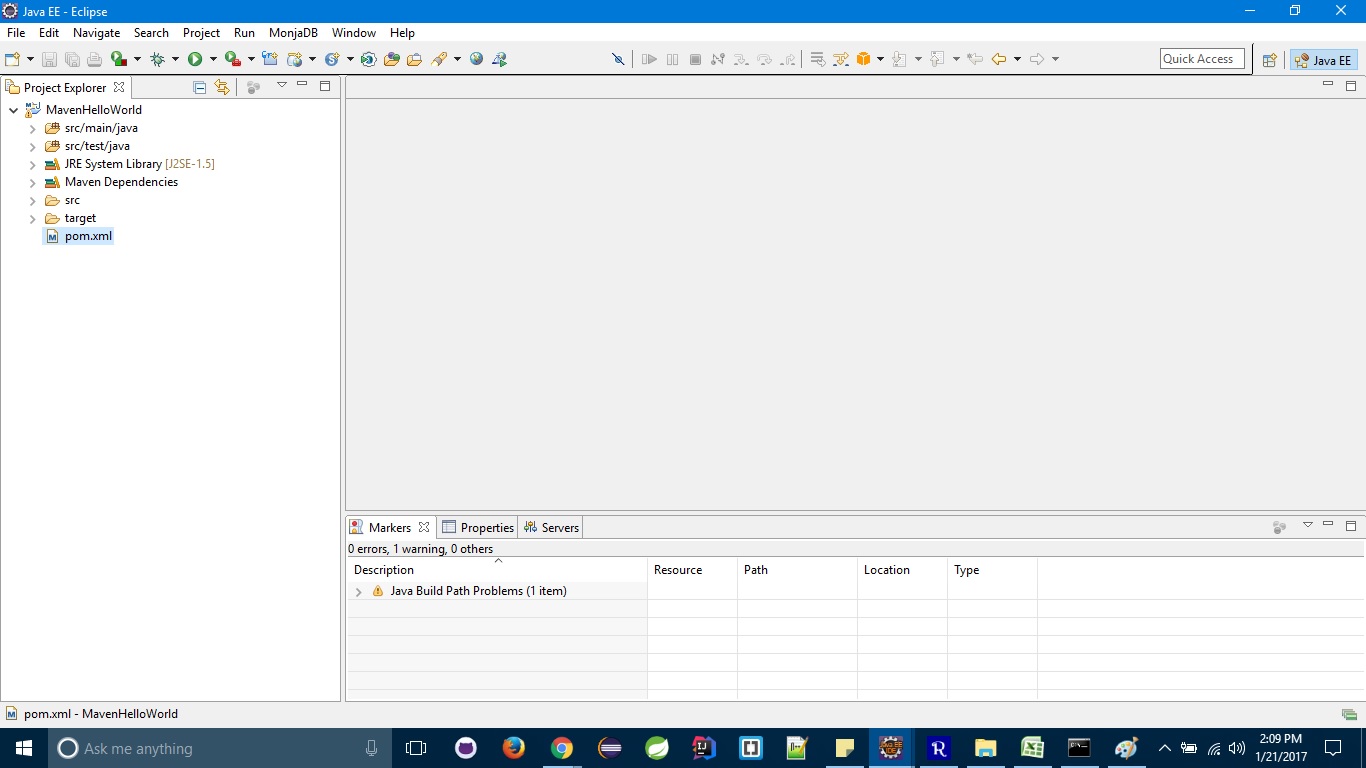 Java EE - Eclipse
File Edit Navigate Search Project Run MonjaDB Window Help
Quick Access
Java EE
Project Explorer
MavenHelloWorld
src/main/java
src/test/java
JRE System Library [J2SE-1.5]
Maven Dependencies
src
target
pom.xml
Markers Properties Servers
0 errors, 1 warning, 0 others
Description Resource Path Location Type
Java Build Path Problems (1 item)
pom.xml - MavenHelloWorld
Ask me anything
2:09 PM
1/21/2017